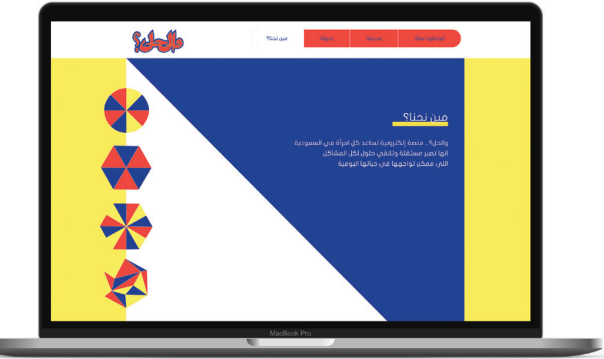 والحل؟
مين نحنا؟
مين نحنا؟
والحل؟.. منصة إلكترونية تساعد كل امرأة في السعودية
انها تصير مستقلة وتلاقي حلول لكل المشاكل
التي ممكن تواجهها في حياتها اليومية
MacBook Pro